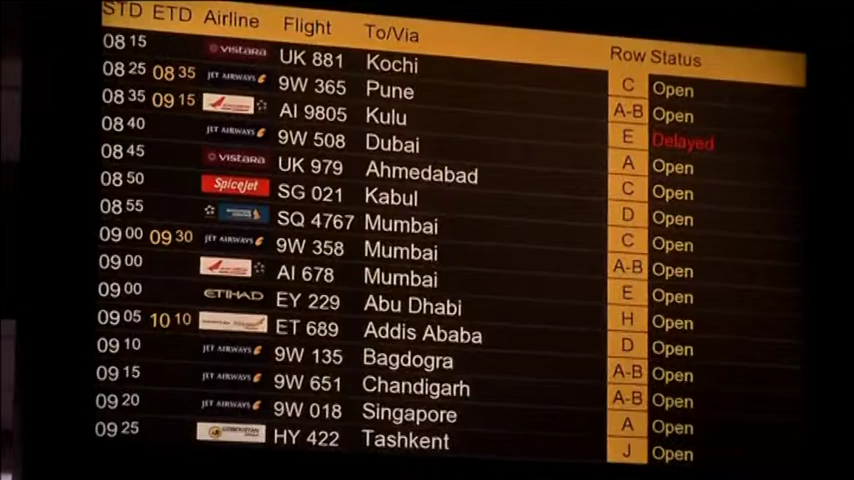 STD ETD Airline Flight To/Via Row Status
08 15 VISTARA UK 881 Kochi C Open
08 25 08 35 JET AIRWAYS 9W 365 Pune A-B Open
08 35 09 15 AI 9805 Kulu E Delayed
08 40 JET AIRWAYS 9W 508 Dubai A Open
08 45 VISTARA UK 979 Ahmedabad C Open
08 50 SpiceJet SG 021 Kabul D Open
08 55 SQ 4767 Mumbai C Open
09 00 09 30 JET AIRWAYS 9W 358 Mumbai A-B Open
09 00 AI 678 Mumbai E Open
09 00 ETIHAD EY 229 Abu Dhabi H Open
09 05 10 10 ET 689 Addis Ababa D Open
09 10 JET AIRWAYS 9W 135 Bagdogra A-B Open
09 15 JET AIRWAYS 9W 651 Chandigarh A-B Open
09 20 JET AIRWAYS 9W 018 Singapore A Open
09 25 UZBEKISTAN HY 422 Tashkent J Open